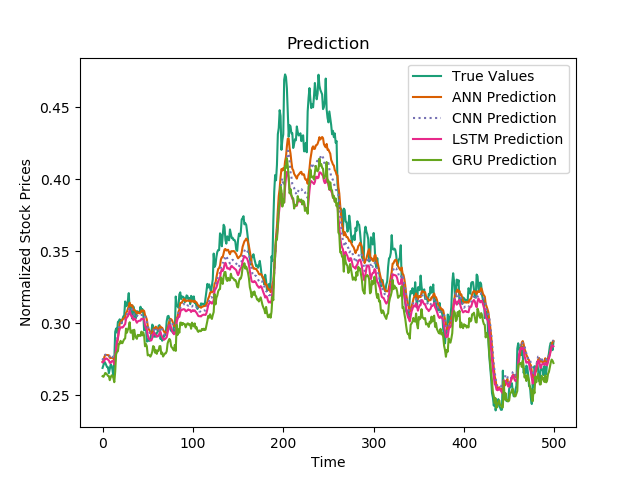 Prediction
True Values
ANN Prediction
CNN Prediction
LSTM Prediction
GRU Prediction
Normalized Stock Prices
0.45
0.40
0.35
0.30
0.25
0 100 200 300 400 500
Time